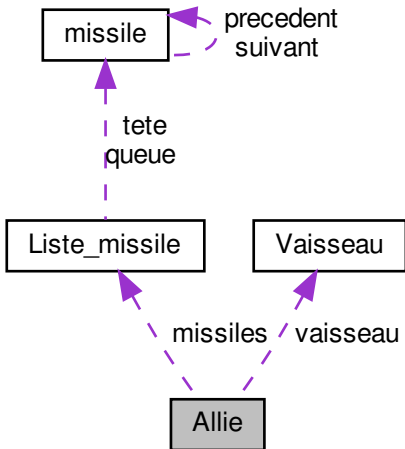 missile
precedent
suivant
tete
queue
Liste_missile
Vaisseau
missiles
vaisseau
Allie